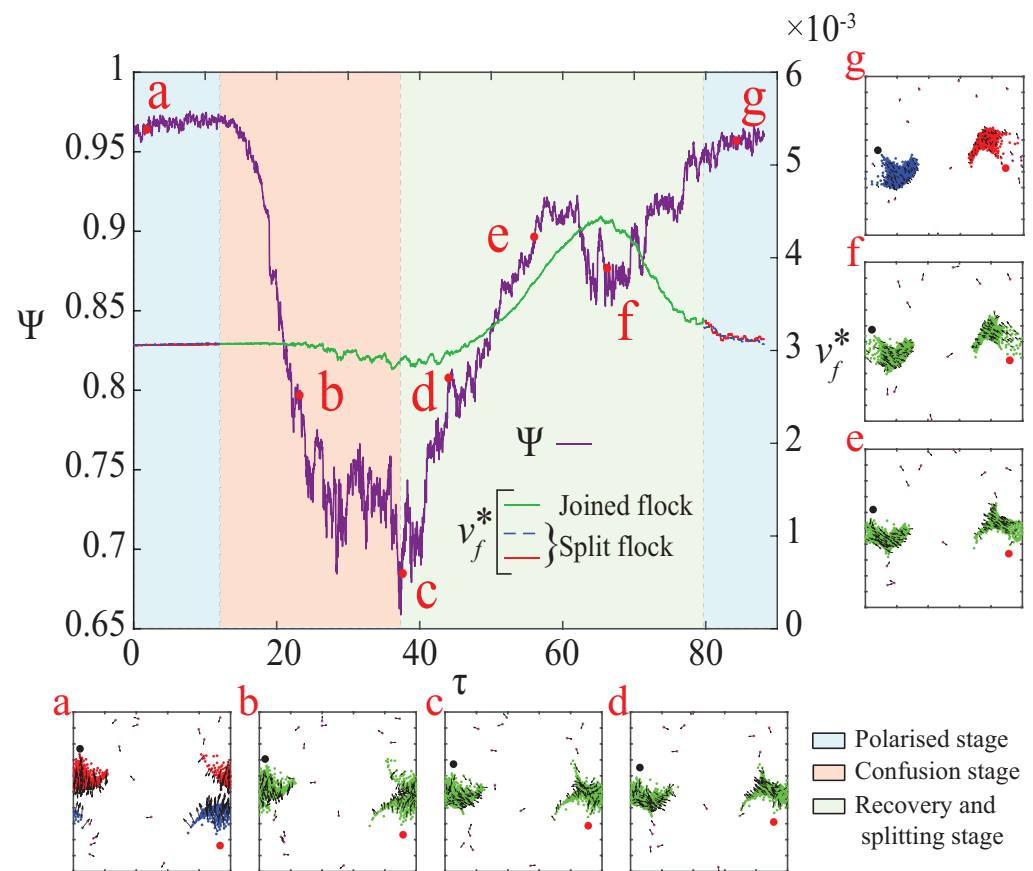 ×10⁻³
1
0.95
0.9
0.85
0.8
0.75
0.7
0.65
Ψ
0
20
40
60
80
τ
6
5
4
3
2
1
0
v_f^*
a
b
c
d
e
f
g
Ψ
v_f^*
Joined flock
Split flock
g
f
e
a
b
c
d
Polarised stage
Confusion stage
Recovery and
splitting stage